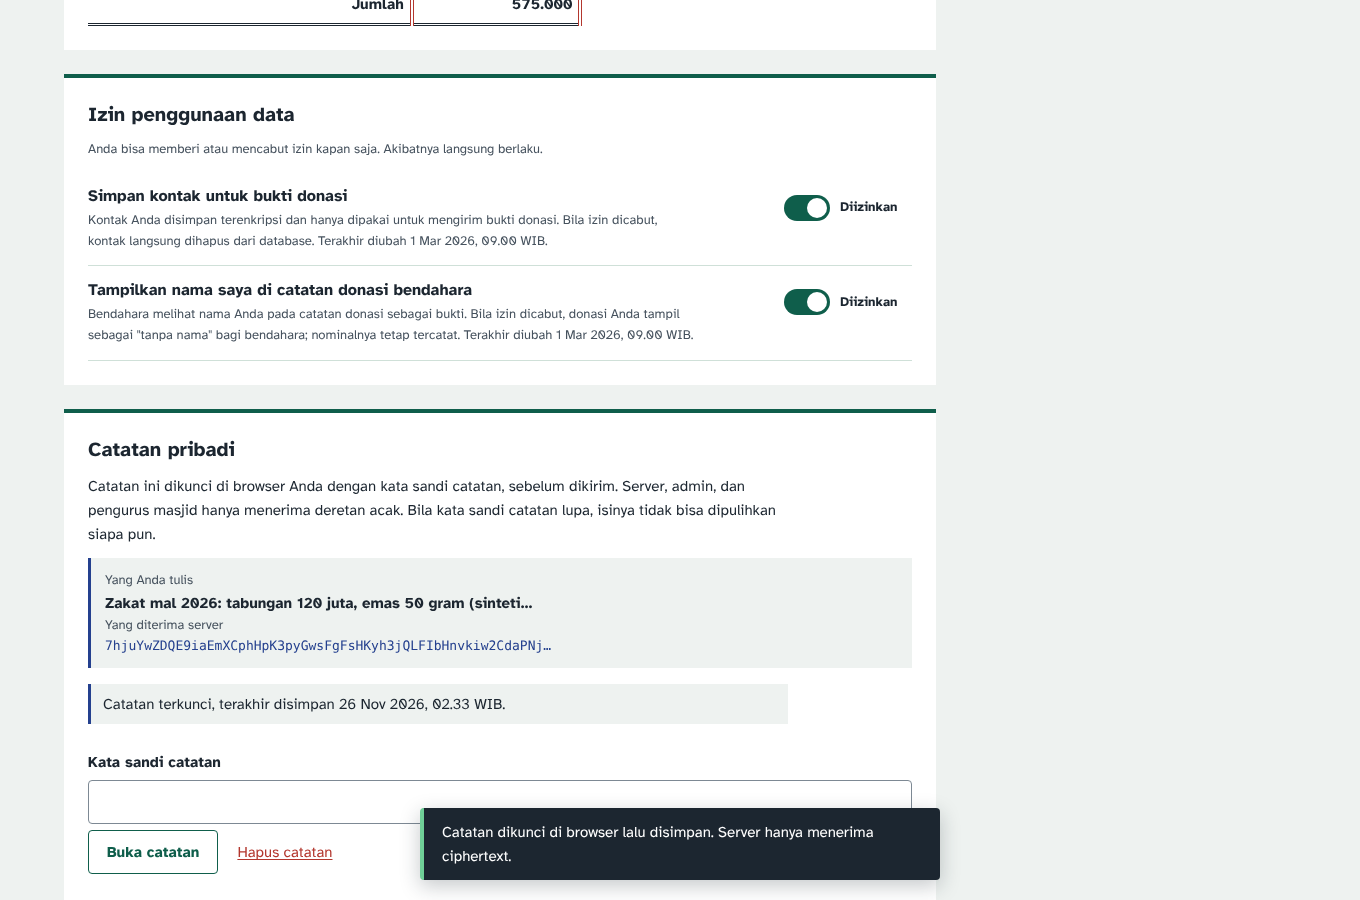 Jumlah 575.000
Izin penggunaan data
Anda bisa memberi atau mencabut izin kapan saja. Akibatnya langsung berlaku.
Simpan kontak untuk bukti donasi
Kontak Anda disimpan terenkripsi dan hanya dipakai untuk mengirim bukti donasi. Bila izin dicabut,
kontak langsung dihapus dari database. Terakhir diubah 1 Mar 2026, 09.00 WIB.
Diizinkan
Tampilkan nama saya di catatan donasi bendahara
Bendahara melihat nama Anda pada catatan donasi sebagai bukti. Bila izin dicabut, donasi Anda tampil
sebagai "tanpa nama" bagi bendahara; nominalnya tetap tercatat. Terakhir diubah 1 Mar 2026, 09.00 WIB.
Diizinkan
Catatan pribadi
Catatan ini dikunci di browser Anda dengan kata sandi catatan, sebelum dikirim. Server, admin, dan
pengurus masjid hanya menerima deretan acak. Bila kata sandi catatan lupa, isinya tidak bisa dipulihkan
siapa pun.
Yang Anda tulis
Zakat mal 2026: tabungan 120 juta, emas 50 gram (sinteti…
Yang diterima server
7hjuYwZDQE9iaEmXCphHpK3pyGwsFgFsHKyh3jQLFIbHnvkiw2CdaPNj…
Catatan terkunci, terakhir disimpan 26 Nov 2026, 02.33 WIB.
Kata sandi catatan
Buka catatan
Hapus catatan
Catatan dikunci di browser lalu disimpan. Server hanya menerima
ciphertext.